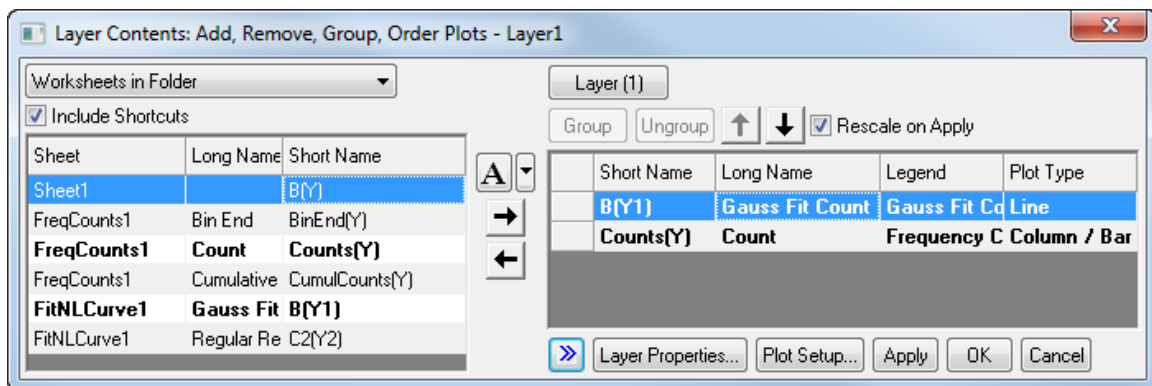 Layer Contents: Add, Remove, Group, Order Plots - Layer1
Worksheets in Folder
Layer (1)
Include Shortcuts
Group Ungroup Rescale on Apply
Sheet Long Name Short Name
A
Short Name Long Name Legend Plot Type
Sheet1 B(Y)
B(Y1) Gauss Fit Count Gauss Fit Co Line
FreqCounts1 Bin End BinEnd(Y)
Counts(Y) Count Frequency C Column / Bar
FreqCounts1 Count Counts(Y)
FreqCounts1 Cumulative CumulCounts(Y)
FitNLCurve1 Gauss Fit B(Y1)
FitNLCurve1 Regular Re C2(Y2)
Layer Properties... Plot Setup... Apply OK Cancel